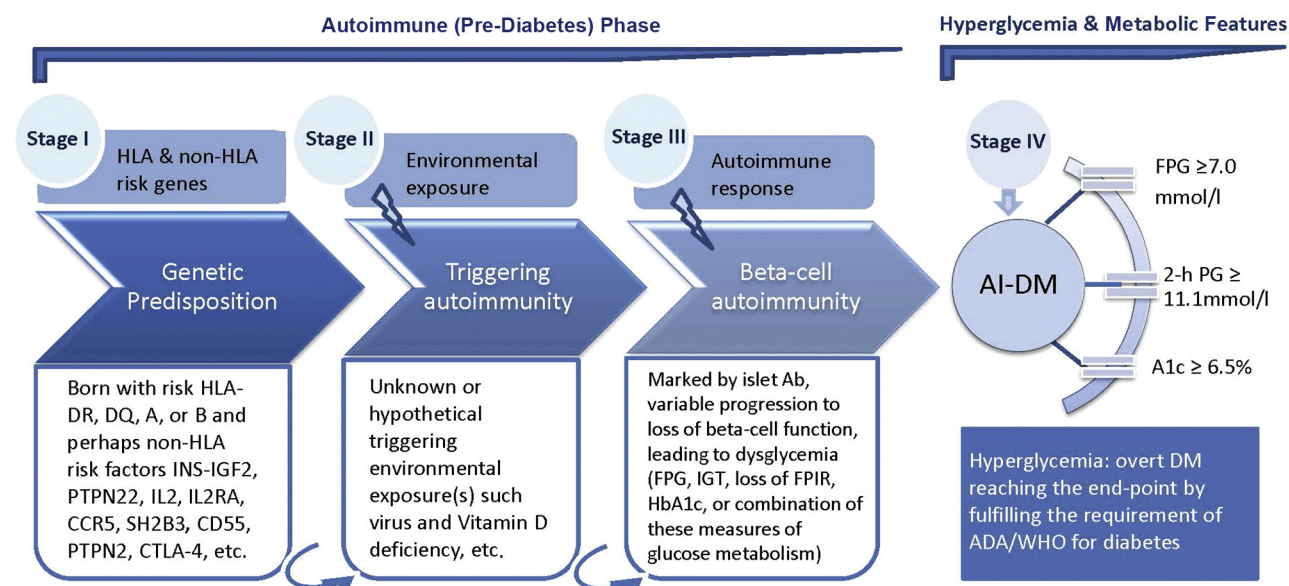 Autoimmune (Pre-Diabetes) Phase
Hyperglycemia & Metabolic Features
Stage I
HLA & non-HLA
risk genes
Genetic
Predisposition
Born with risk HLA-
DR, DQ, A, or B and
perhaps non-HLA
risk factors INS-IGF2,
PTPN22, IL2, IL2RA,
CCR5, SH2B3, CD55,
PTPN2, CTLA-4, etc.
Stage II
Environmental
exposure
Triggering
autoimmunity
Unknown or
hypothetical
triggering
environmental
exposure(s) such
virus and Vitamin D
deficiency, etc.
Stage III
Autoimmune
response
Beta-cell
autoimmunity
Marked by islet Ab,
variable progression to
loss of beta-cell function,
leading to dysglycemia
(FPG, IGT, loss of FPIR,
HbA1c, or combination of
these measures of
glucose metabolism)
Stage IV
AI-DM
FPG ≥7.0
mmol/l
2-h PG ≥
11.1mmol/l
A1c ≥ 6.5%
Hyperglycemia: overt DM
reaching the end-point by
fulfilling the requirement of
ADA/WHO for diabetes